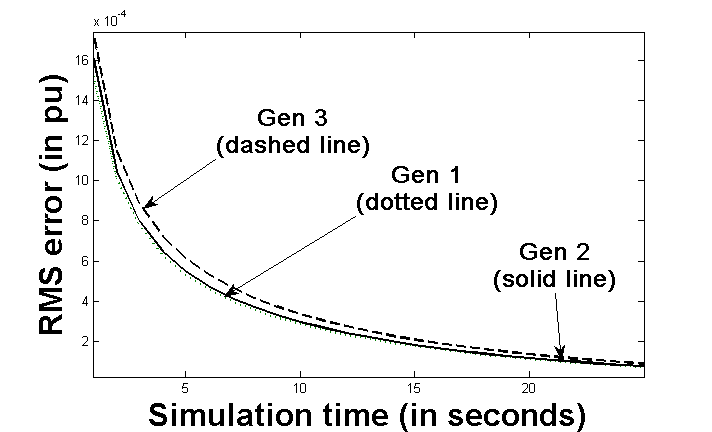 x 10-4
16
14
12
10
8
6
4
2
5
10
15
20
RMS error (in pu)
Simulation time (in seconds)
Gen 3
(dashed line)
Gen 1
(dotted line)
Gen 2
(solid line)